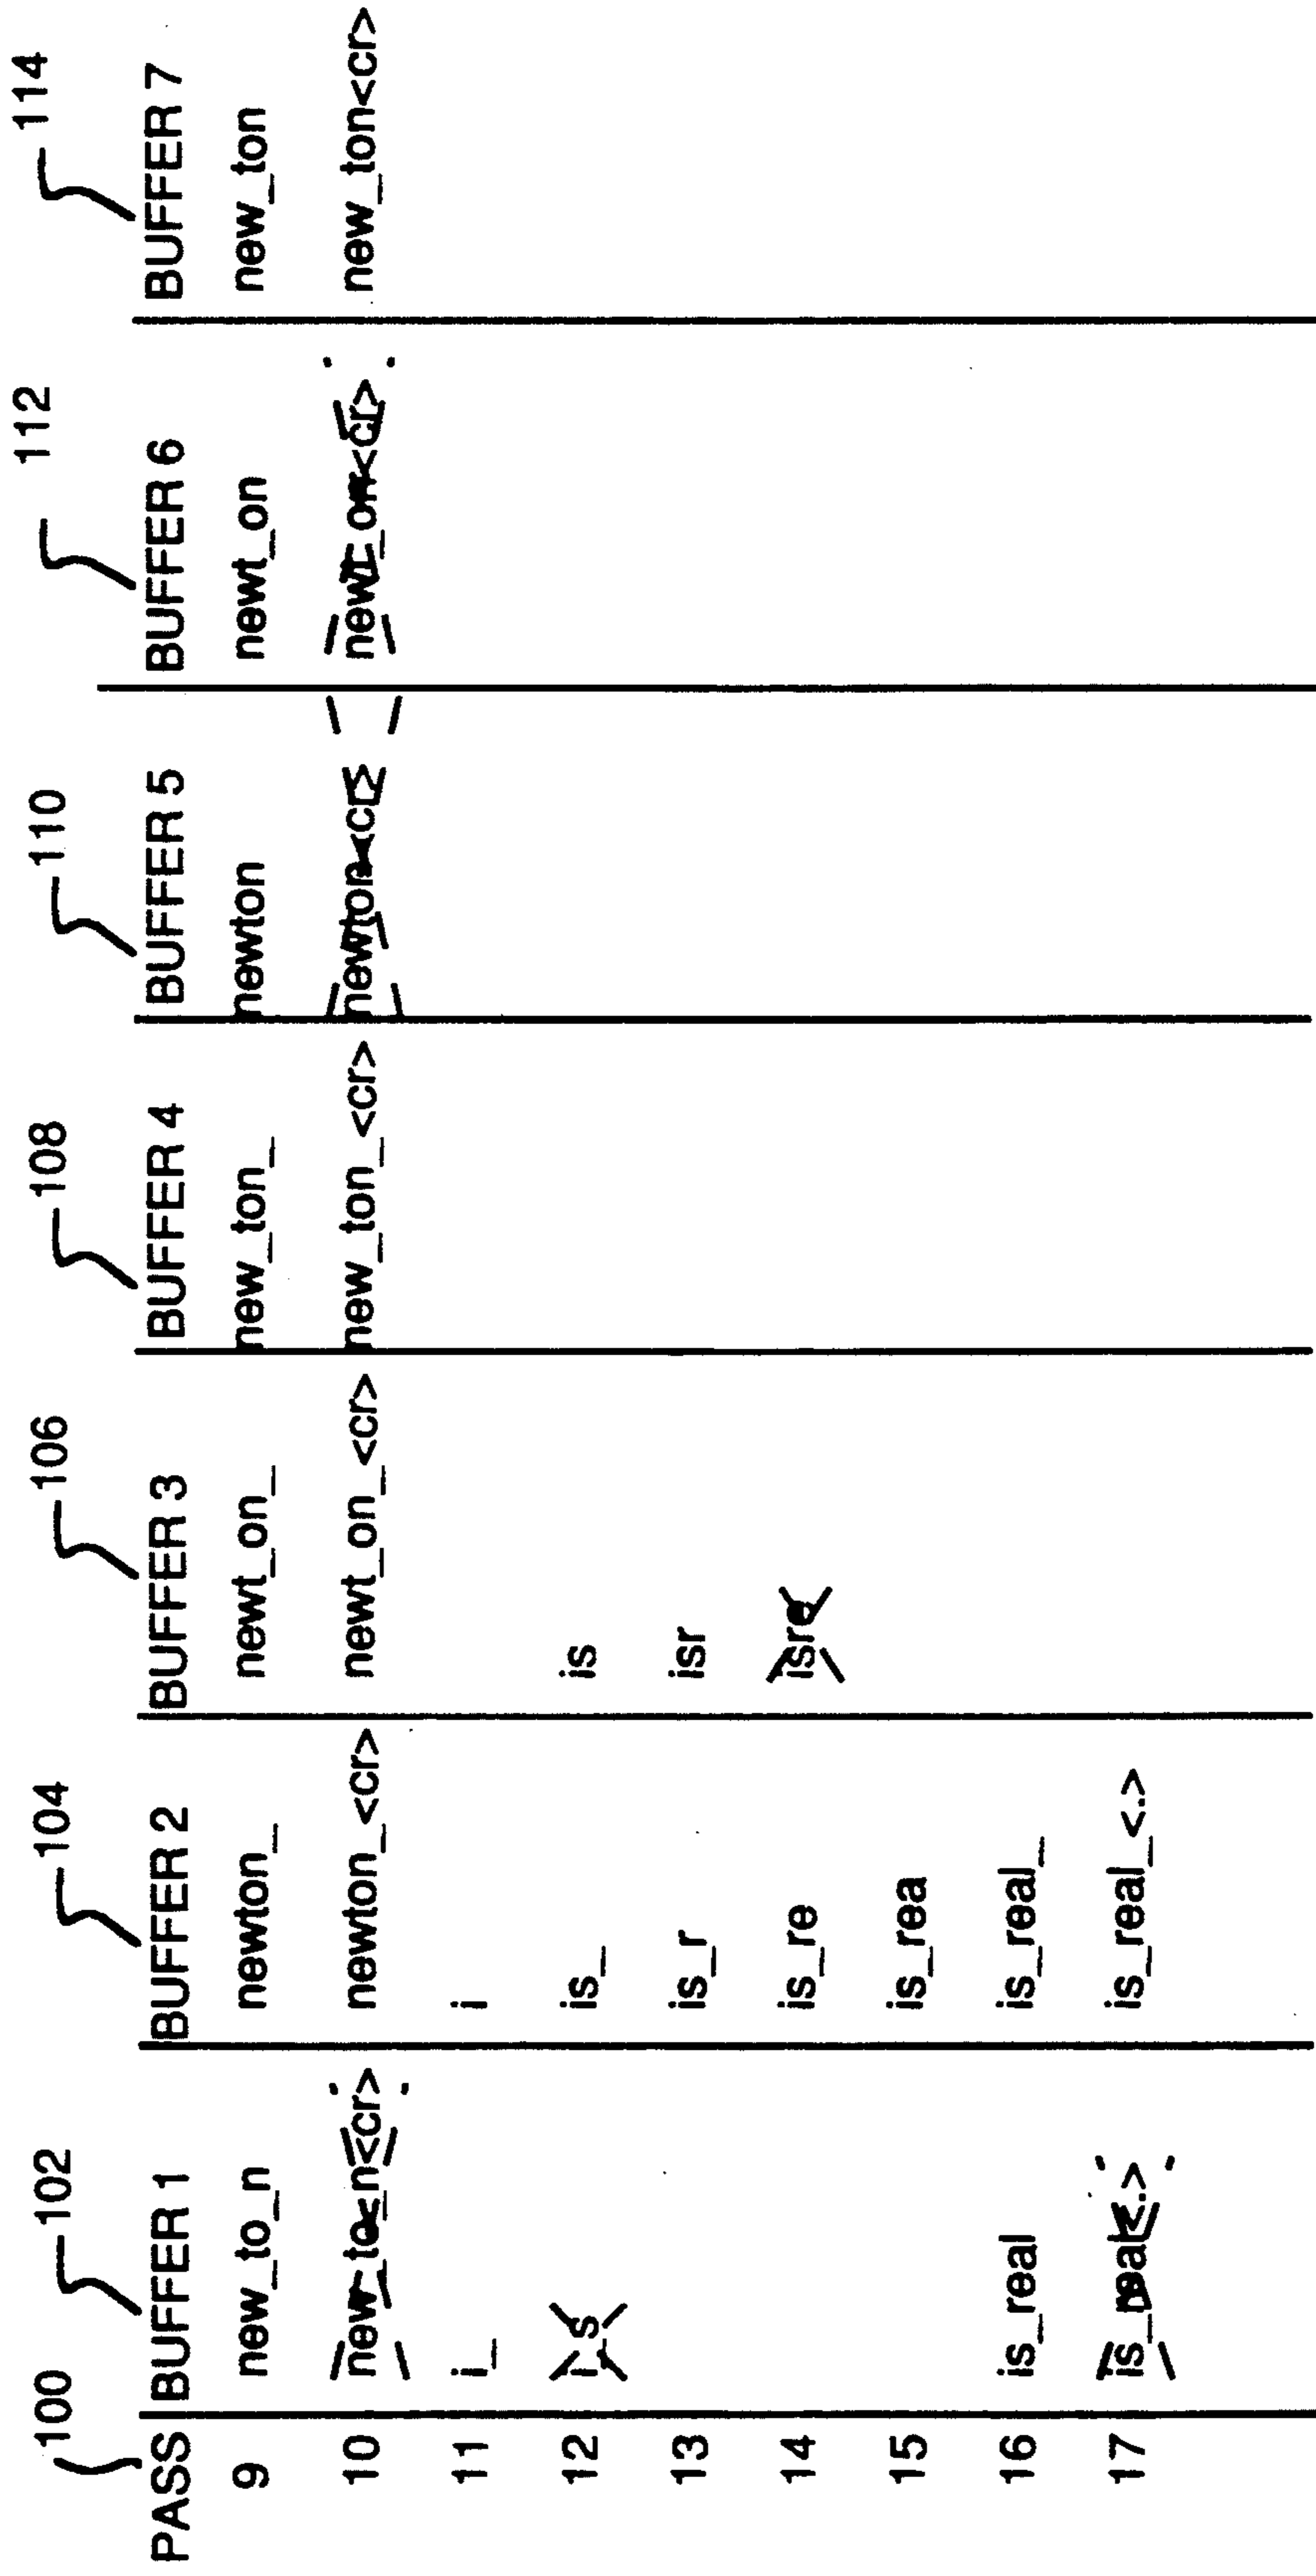 100 102 104 106 108 110 112 114
PASS BUFFER 1 BUFFER 2 BUFFER 3 BUFFER 4 BUFFER 5 BUFFER 6 BUFFER 7
9 new_to_n newton_ newt_on_ new_ton_ newton newt_on new_ton
10 new_to_n<cr> newton_<cr> newt_on_<cr> new_ton_<cr> newton<cr> newt_on<cr> new_ton<cr>
11 i_ i
12 i_s is_ is
13 is_r isr
14 is_re isre
15 is_rea
16 is_real is_real_
17 is_real<.> is_real_<.>